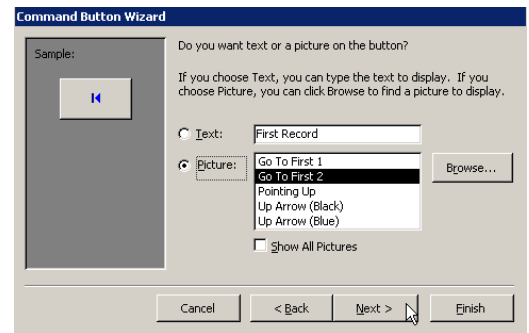 Command Button Wizard
Sample:
Do you want text or a picture on the button?
If you choose Text, you can type the text to display. If you
choose Picture, you can click Browse to find a picture to display.
Text:
First Record
Picture:
Go To First 1
Go To First 2
Pointing Up
Up Arrow (Black)
Up Arrow (Blue)
Browse...
Show All Pictures
Cancel
< Back
Next >
Finish